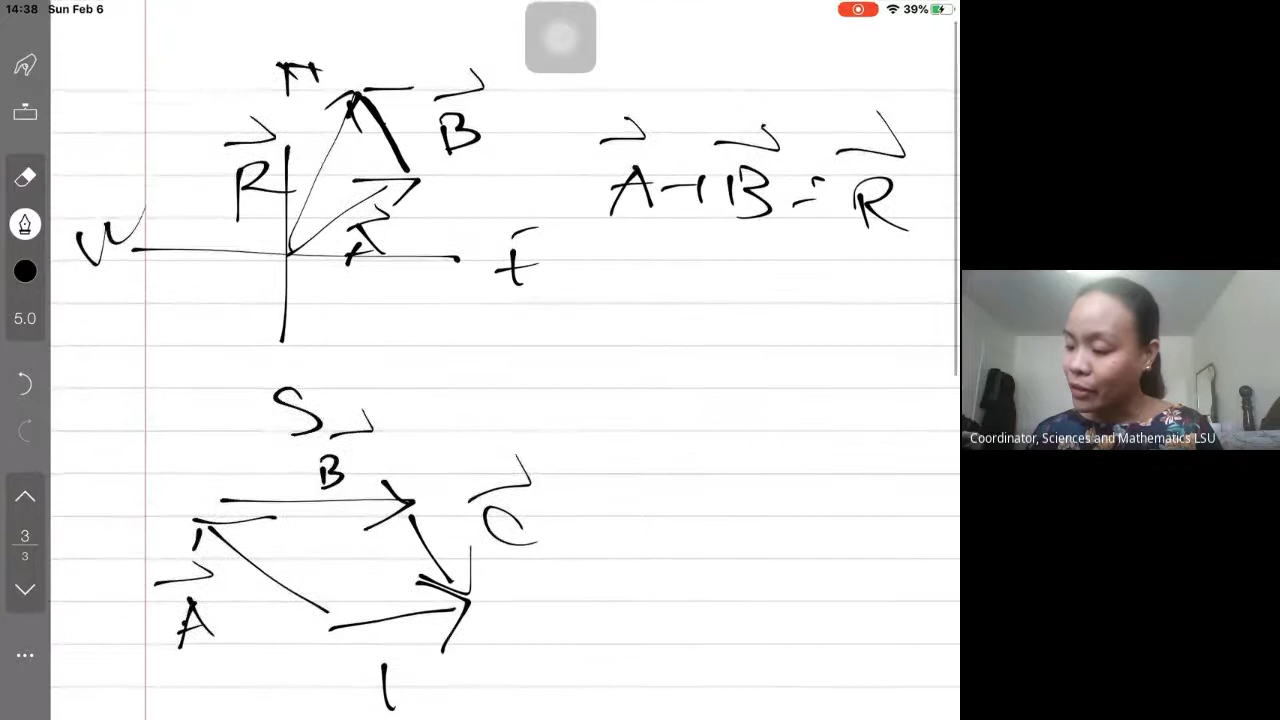 14:38 Sun Feb 6
39%
B
R
A + B = R
A
W
E
S
B
C
A
5.0
3
3
Coordinator, Sciences and Mathematics LSU